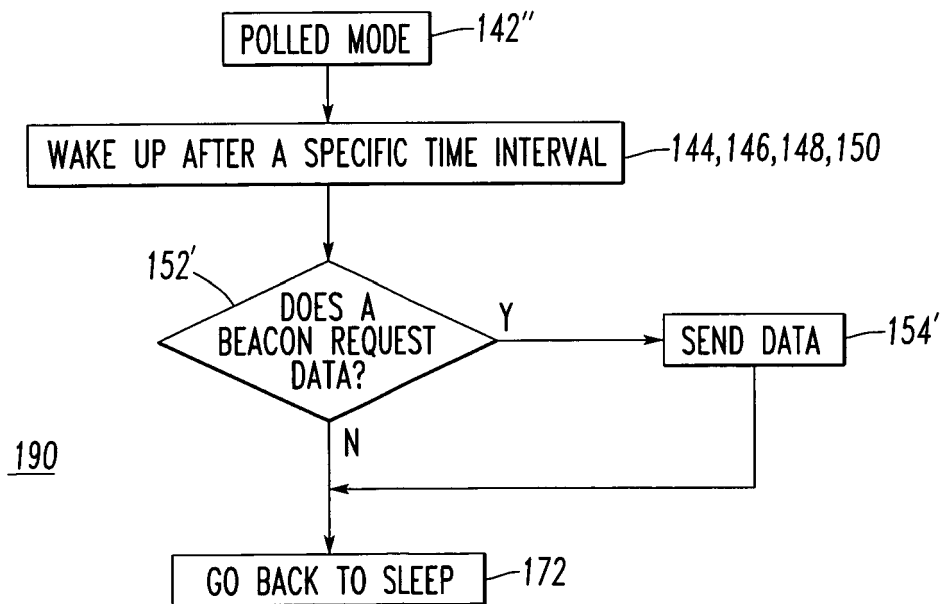 POLLED MODE
142"
WAKE UP AFTER A SPECIFIC TIME INTERVAL
144,146,148,150
152'
DOES A
BEACON REQUEST
DATA?
Y
SEND DATA
154'
N
190
GO BACK TO SLEEP
172